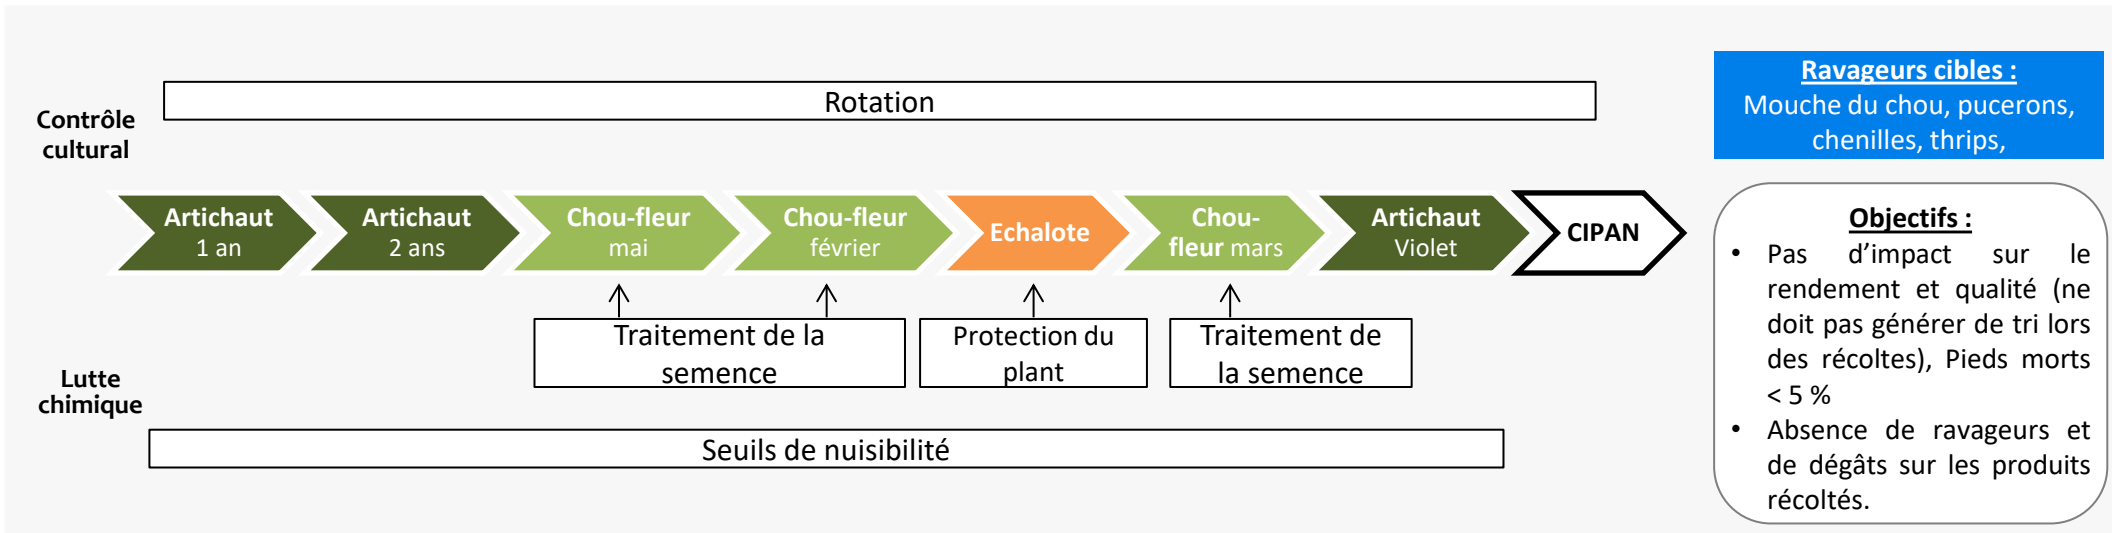 Contrôle
cultural
Rotation
Artichaut
1 an
Artichaut
2 ans
Chou-fleur
mai
Chou-fleur
février
Echalote
Chou-
fleur mars
Artichaut
Violet
CIPAN
Traitement de la
semence
Protection du
plant
Traitement de
la semence
Lutte
chimique
Seuils de nuisibilité
Ravageurs cibles :
Mouche du chou, pucerons,
chenilles, thrips,
Objectifs :
• Pas d’impact sur le
rendement et qualité (ne
doit pas générer de tri lors
des récoltes), Pieds morts
< 5 %
• Absence de ravageurs et
de dégâts sur les produits
récoltés.